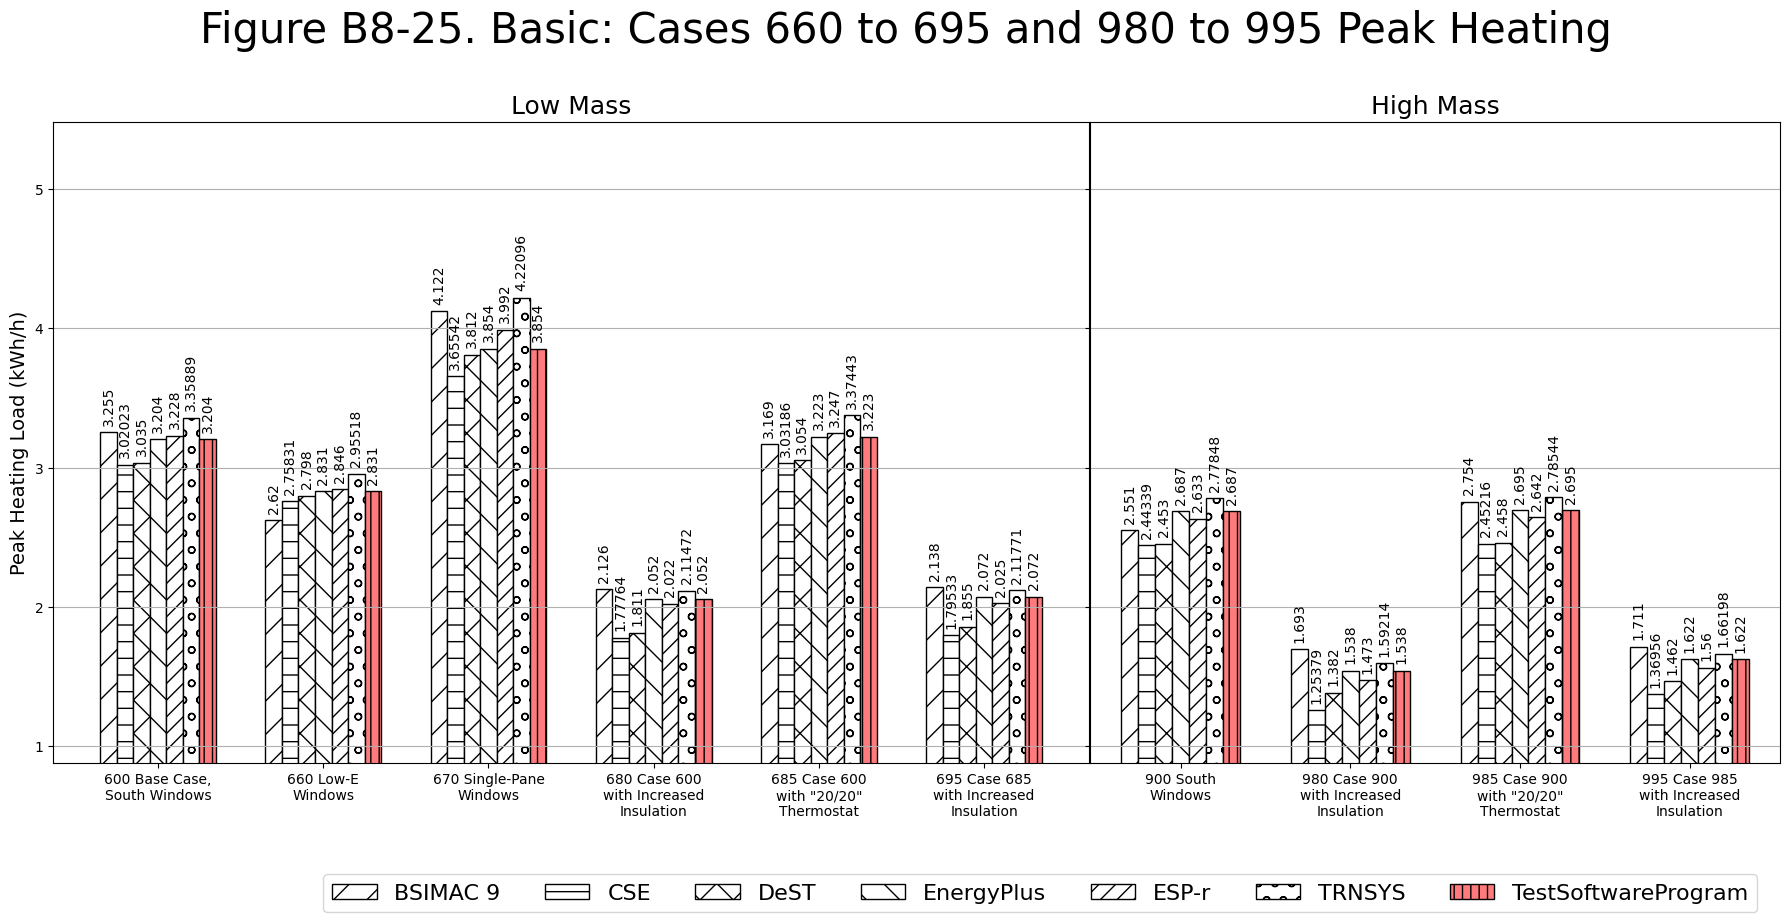 Figure B8-25. Basic: Cases 660 to 695 and 980 to 995 Peak Heating
Low Mass
High Mass
Peak Heating Load (kWh/h)
5
4
3
2
1
3.255
3.02023
3.035
3.204
3.228
3.35889
3.204
2.62
2.75831
2.798
2.831
2.846
2.95518
2.831
4.122
3.65542
3.812
3.854
3.992
4.22096
3.854
2.126
1.77764
1.811
2.052
2.022
2.11472
2.052
3.169
3.03186
3.054
3.223
3.247
3.37443
3.223
2.138
1.79533
1.855
2.072
2.025
2.11771
2.072
2.551
2.44339
2.453
2.687
2.633
2.77848
2.687
1.693
1.25379
1.382
1.538
1.473
1.59214
1.538
2.754
2.45216
2.458
2.695
2.642
2.78544
2.695
1.711
1.36956
1.462
1.622
1.56
1.66198
1.622
600 Base Case,
South Windows
660 Low-E
Windows
670 Single-Pane
Windows
680 Case 600
with Increased
Insulation
685 Case 600
with "20/20"
Thermostat
695 Case 685
with Increased
Insulation
900 South
Windows
980 Case 900
with Increased
Insulation
985 Case 900
with "20/20"
Thermostat
995 Case 985
with Increased
Insulation
BSIMAC 9
CSE
DeST
EnergyPlus
ESP-r
TRNSYS
TestSoftwareProgram